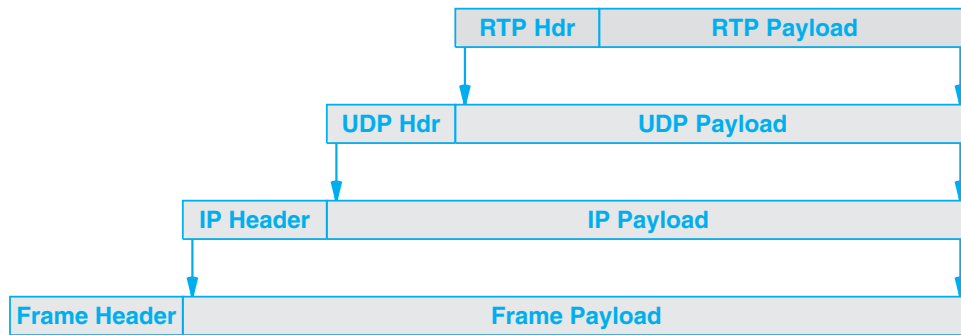 RTP Hdr RTP Payload
UDP Hdr UDP Payload
IP Header IP Payload
Frame Header Frame Payload